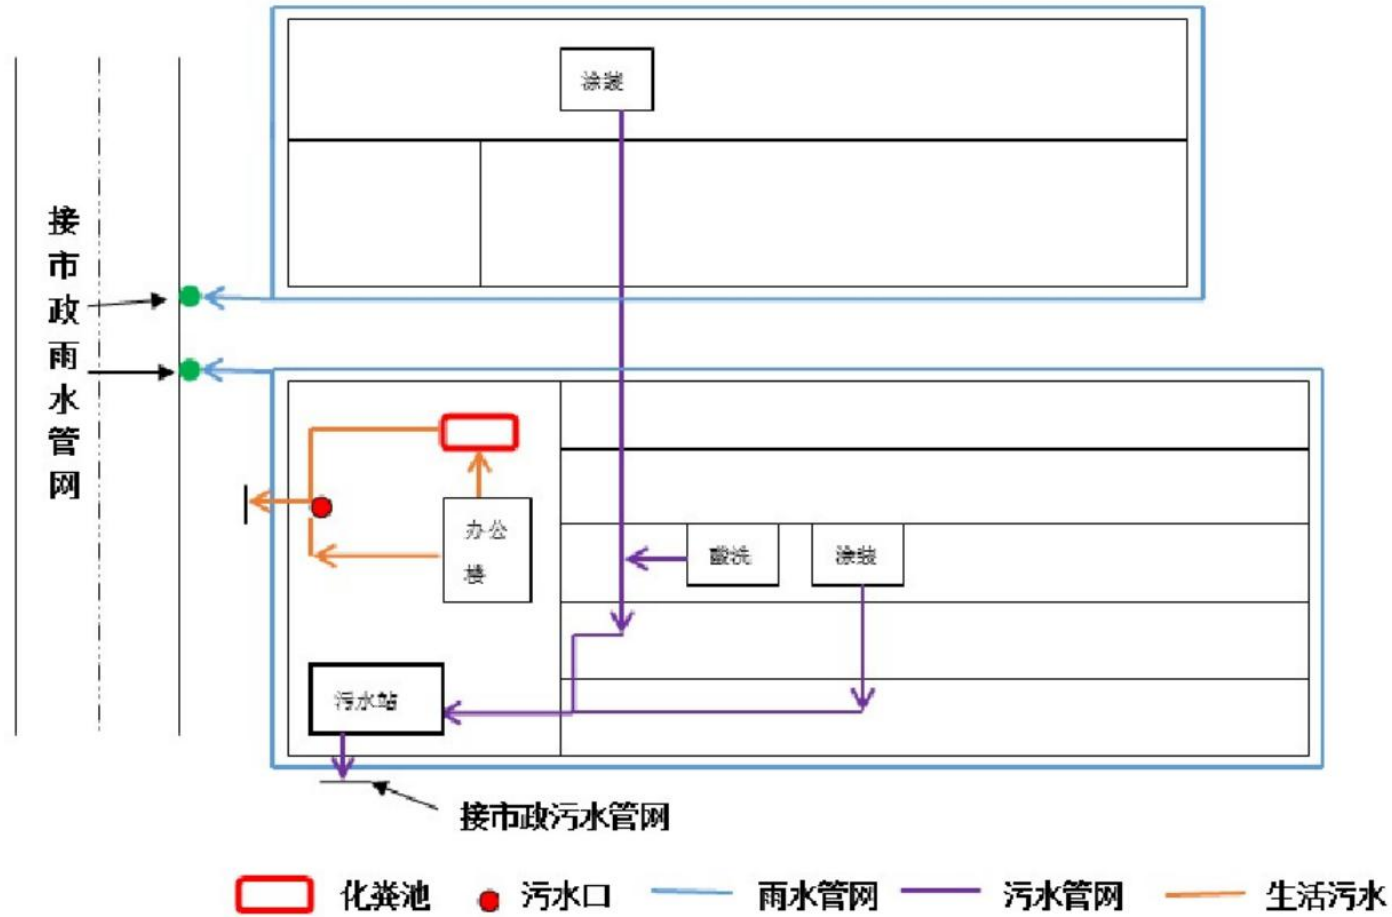 涂装
接市政雨水管网
办公
楼
酸洗
涂装
污水站
接市政污水管网
化粪池
污水口
雨水管网
污水管网
生活污水